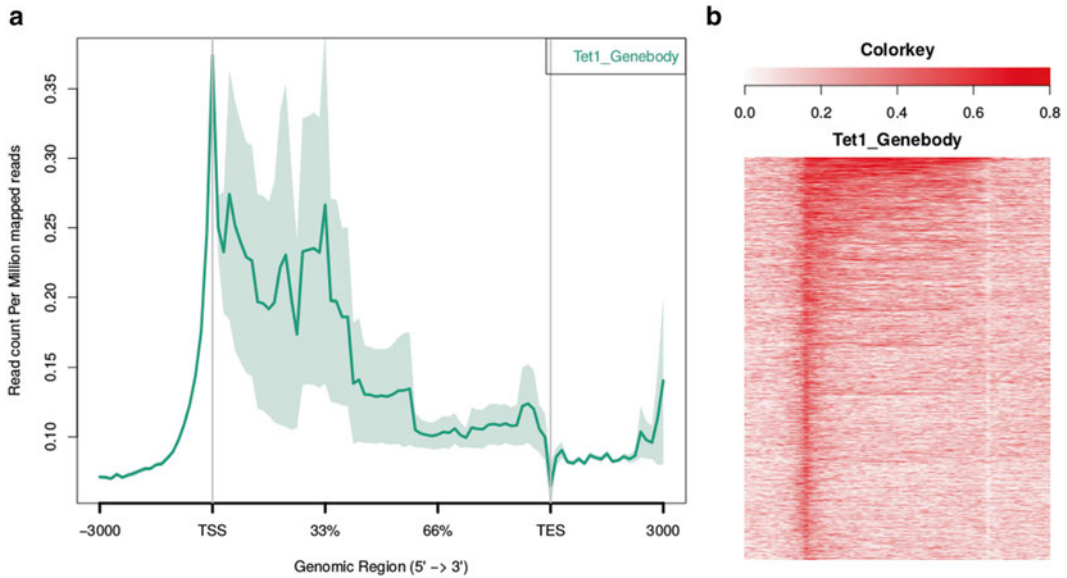 a
Tet1_Genebody
Read count Per Million mapped reads
0.35
0.30
0.25
0.20
0.15
0.10
−3000 TSS 33% 66% TES 3000
Genomic Region (5' −> 3')
b
Colorkey
0.0 0.2 0.4 0.6 0.8
Tet1_Genebody